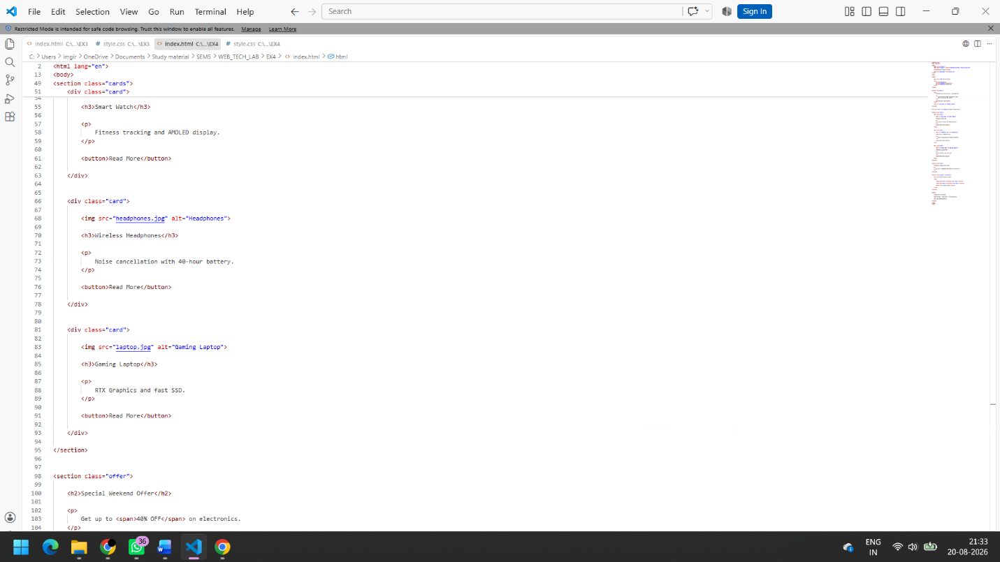 File Edit Selection View Go Run Terminal Help
Search
Sign In
Restricted Mode is intended for safe code browsing. Trust this window to enable all features. Manage Learn More
index.html C:\...\EX3 # style.css C:\...\EX3 index.html C:\...\EX4 # style.css C:\...\EX4
C: > Users > imgir > OneDrive > Documents > Study material > SEM5 > WEB_TECH_LAB > EX4 > index.html > html
2 <html lang="en">
13 <body>
49 <section class="cards">
51 <div class="card">
54
55 <h3>Smart Watch</h3>
56
57 <p>
58 Fitness tracking and AMOLED display.
59 </p>
60
61 <button>Read More</button>
62
63 </div>
64
65
66 <div class="card">
67
68 <img src="headphones.jpg" alt="Headphones">
69
70 <h3>Wireless Headphones</h3>
71
72 <p>
73 Noise cancellation with 40-hour battery.
74 </p>
75
76 <button>Read More</button>
77
78 </div>
79
80
81 <div class="card">
82
83 <img src="laptop.jpg" alt="Gaming Laptop">
84
85 <h3>Gaming Laptop</h3>
86
87 <p>
88 RTX Graphics and fast SSD.
89 </p>
90
91 <button>Read More</button>
92
93 </div>
94
95 </section>
96
97
98 <section class="offer">
99
100 <h2>Special Weekend Offer</h2>
101
102 <p>
103 Get up to <span>40% OFF</span> on electronics.
104 </p>
36
ENG
IN
21:33
20-08-2026